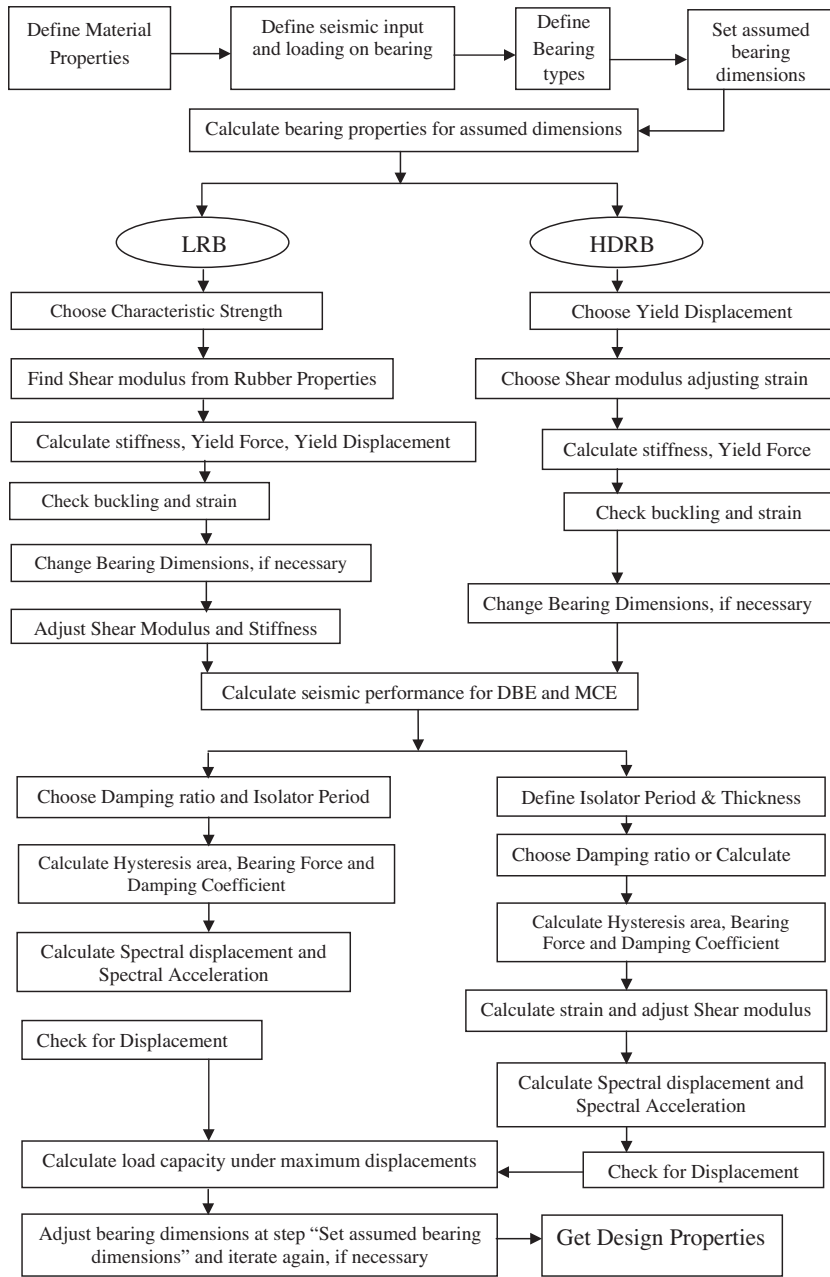 Define Material
Properties
Define seismic input
and loading on bearing
Define
Bearing
types
Set assumed
bearing
dimensions
Calculate bearing properties for assumed dimensions
LRB
HDRB
Choose Characteristic Strength
Choose Yield Displacement
Find Shear modulus from Rubber Properties
Choose Shear modulus adjusting strain
Calculate stiffness, Yield Force, Yield Displacement
Calculate stiffness, Yield Force
Check buckling and strain
Check buckling and strain
Change Bearing Dimensions, if necessary
Change Bearing Dimensions, if necessary
Adjust Shear Modulus and Stiffness
Calculate seismic performance for DBE and MCE
Choose Damping ratio and Isolator Period
Define Isolator Period & Thickness
Choose Damping ratio or Calculate
Calculate Hysteresis area, Bearing Force and
Damping Coefficient
Calculate Hysteresis area, Bearing
Force and Damping Coefficient
Calculate Spectral displacement and
Spectral Acceleration
Calculate strain and adjust Shear modulus
Check for Displacement
Calculate Spectral displacement and
Spectral Acceleration
Calculate load capacity under maximum displacements
Check for Displacement
Adjust bearing dimensions at step “Set assumed bearing
dimensions” and iterate again, if necessary
Get Design Properties